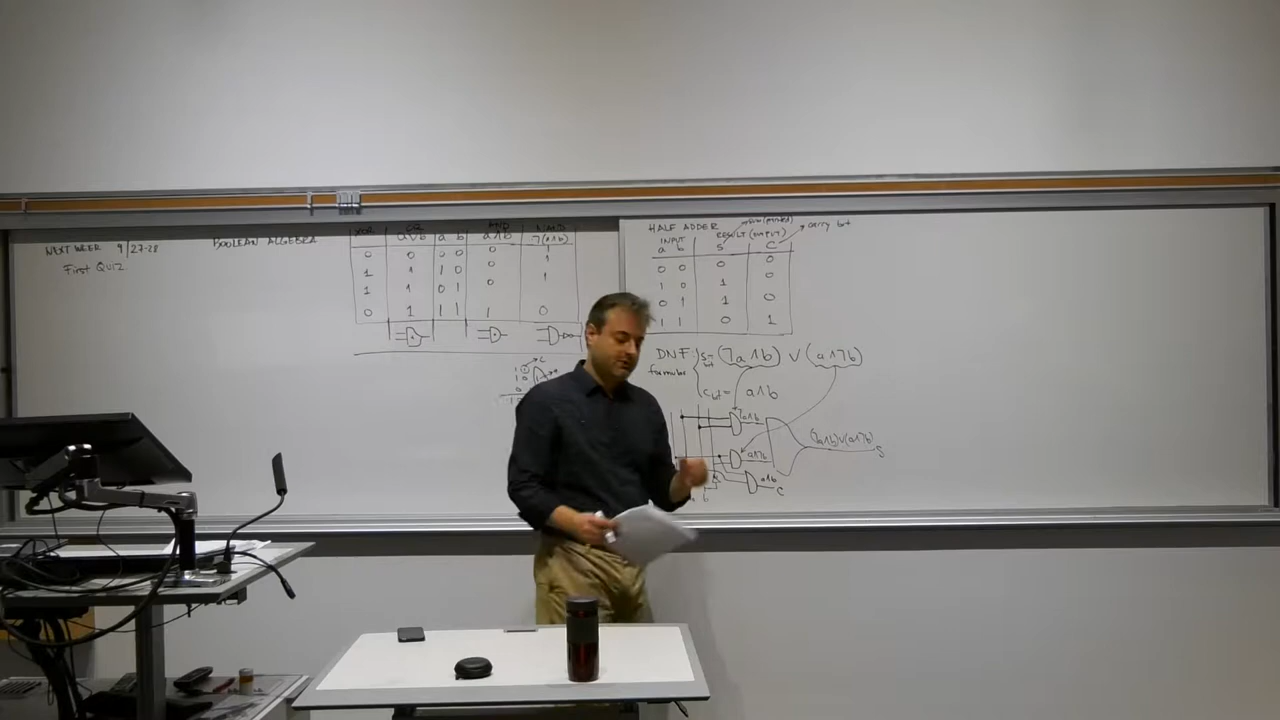 NEXT WEEK 9/27-28
FIRST QUIZ
BOOLEAN ALGEBRA
XOR OR AND NAND
a∨b a b a∧b ¬(a∧b)
0 0 0 0 0 1
1 1 1 0 0 1
1 1 0 1 0 1
0 1 1 1 1 0
HALF ADDER
INPUT RESULT (OUTPUT) carry bit
a b S C
0 0 0 0
1 0 1 0
0 1 1 0
1 1 0 1
DNF S bit = (¬a∧b) ∨ (a∧¬b)
formulas
C bit = a∧b
¬a∧b
(¬a∧b)∨(a∧¬b)
S
a∧¬b
a∧b
C